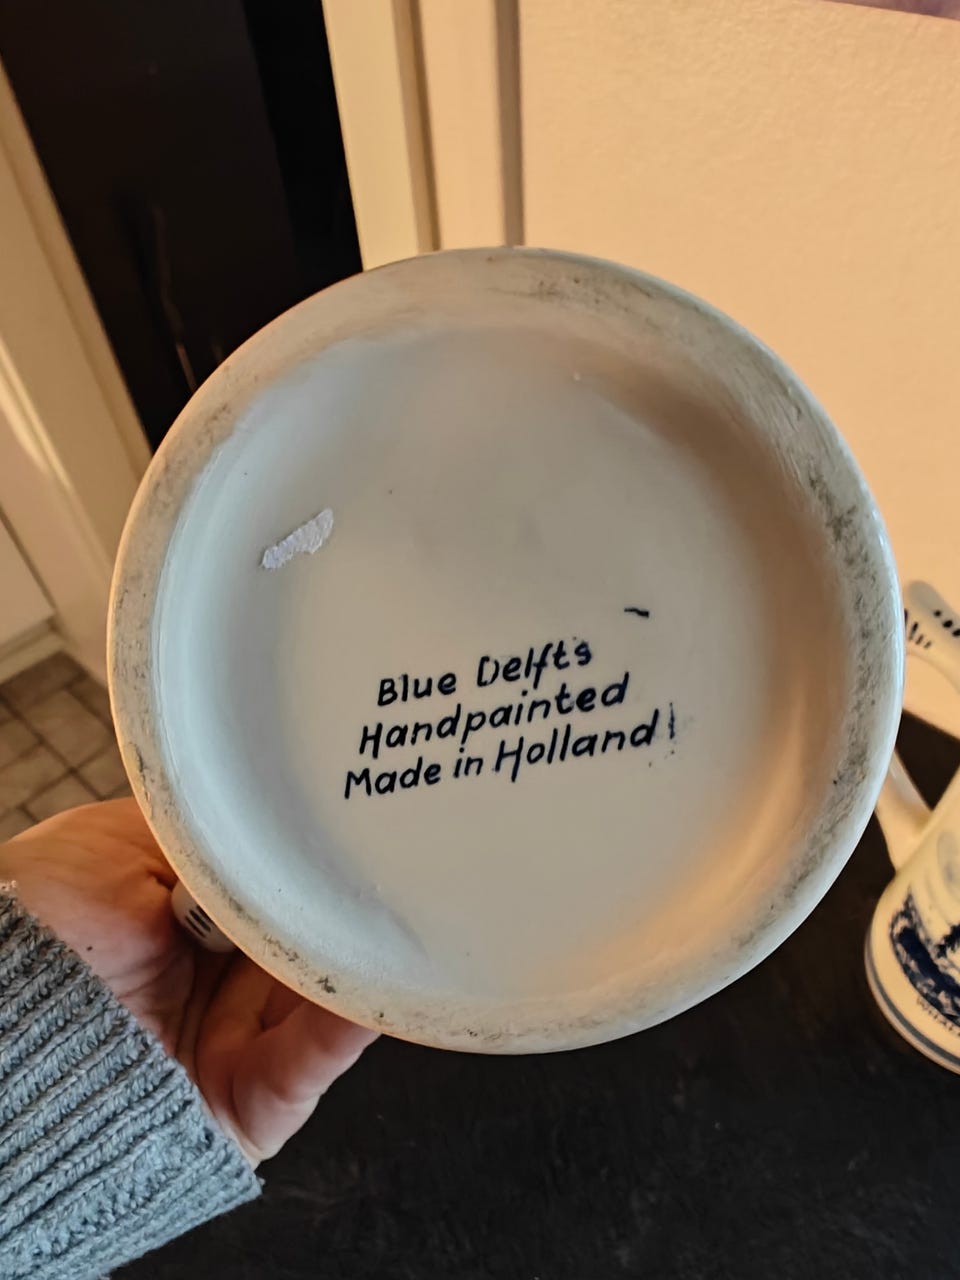 Blue Delfts
Handpainted
Made in Holland